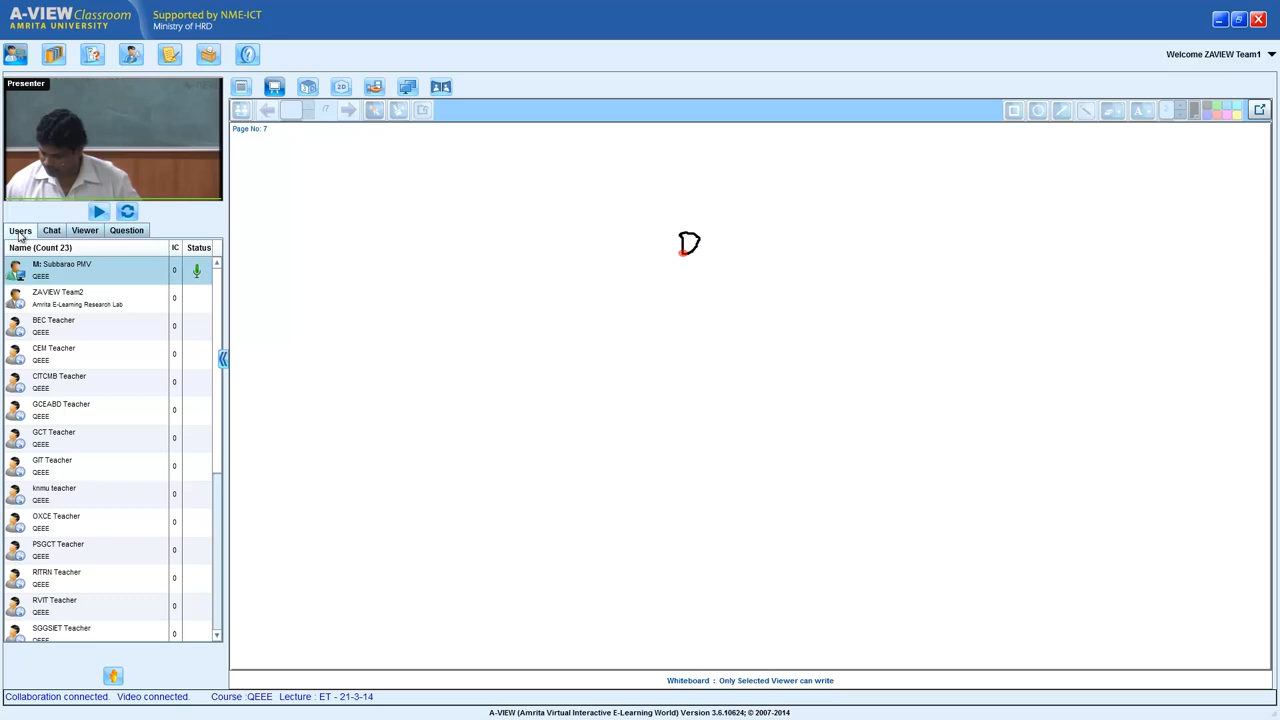 A-VIEW Classroom
AMRITA UNIVERSITY
Supported by NME-ICT
Ministry of HRD
Welcome ZAVIEW Team1
Presenter
2D
/7
A
2
Page No: 7
D
Users Chat Viewer Question
Name (Count 23) IC Status
M: Subbarao PMV
QEEE
0
ZAVIEW Team2
Amrita E-Learning Research Lab
0
BEC Teacher
QEEE
0
CEM Teacher
QEEE
0
CITCMB Teacher
QEEE
0
GCEABD Teacher
QEEE
0
GCT Teacher
QEEE
0
GIT Teacher
QEEE
0
knmu teacher
QEEE
0
OXCE Teacher
QEEE
0
PSGCT Teacher
QEEE
0
RITRN Teacher
QEEE
0
RVIT Teacher
QEEE
0
SGGSIET Teacher
QEEE
0
Whiteboard : Only Selected Viewer can write
Collaboration connected. Video connected. Course :QEEE Lecture : ET - 21-3-14
A-VIEW (Amrita Virtual Interactive E-Learning World) Version 3.6.10624; © 2007-2014